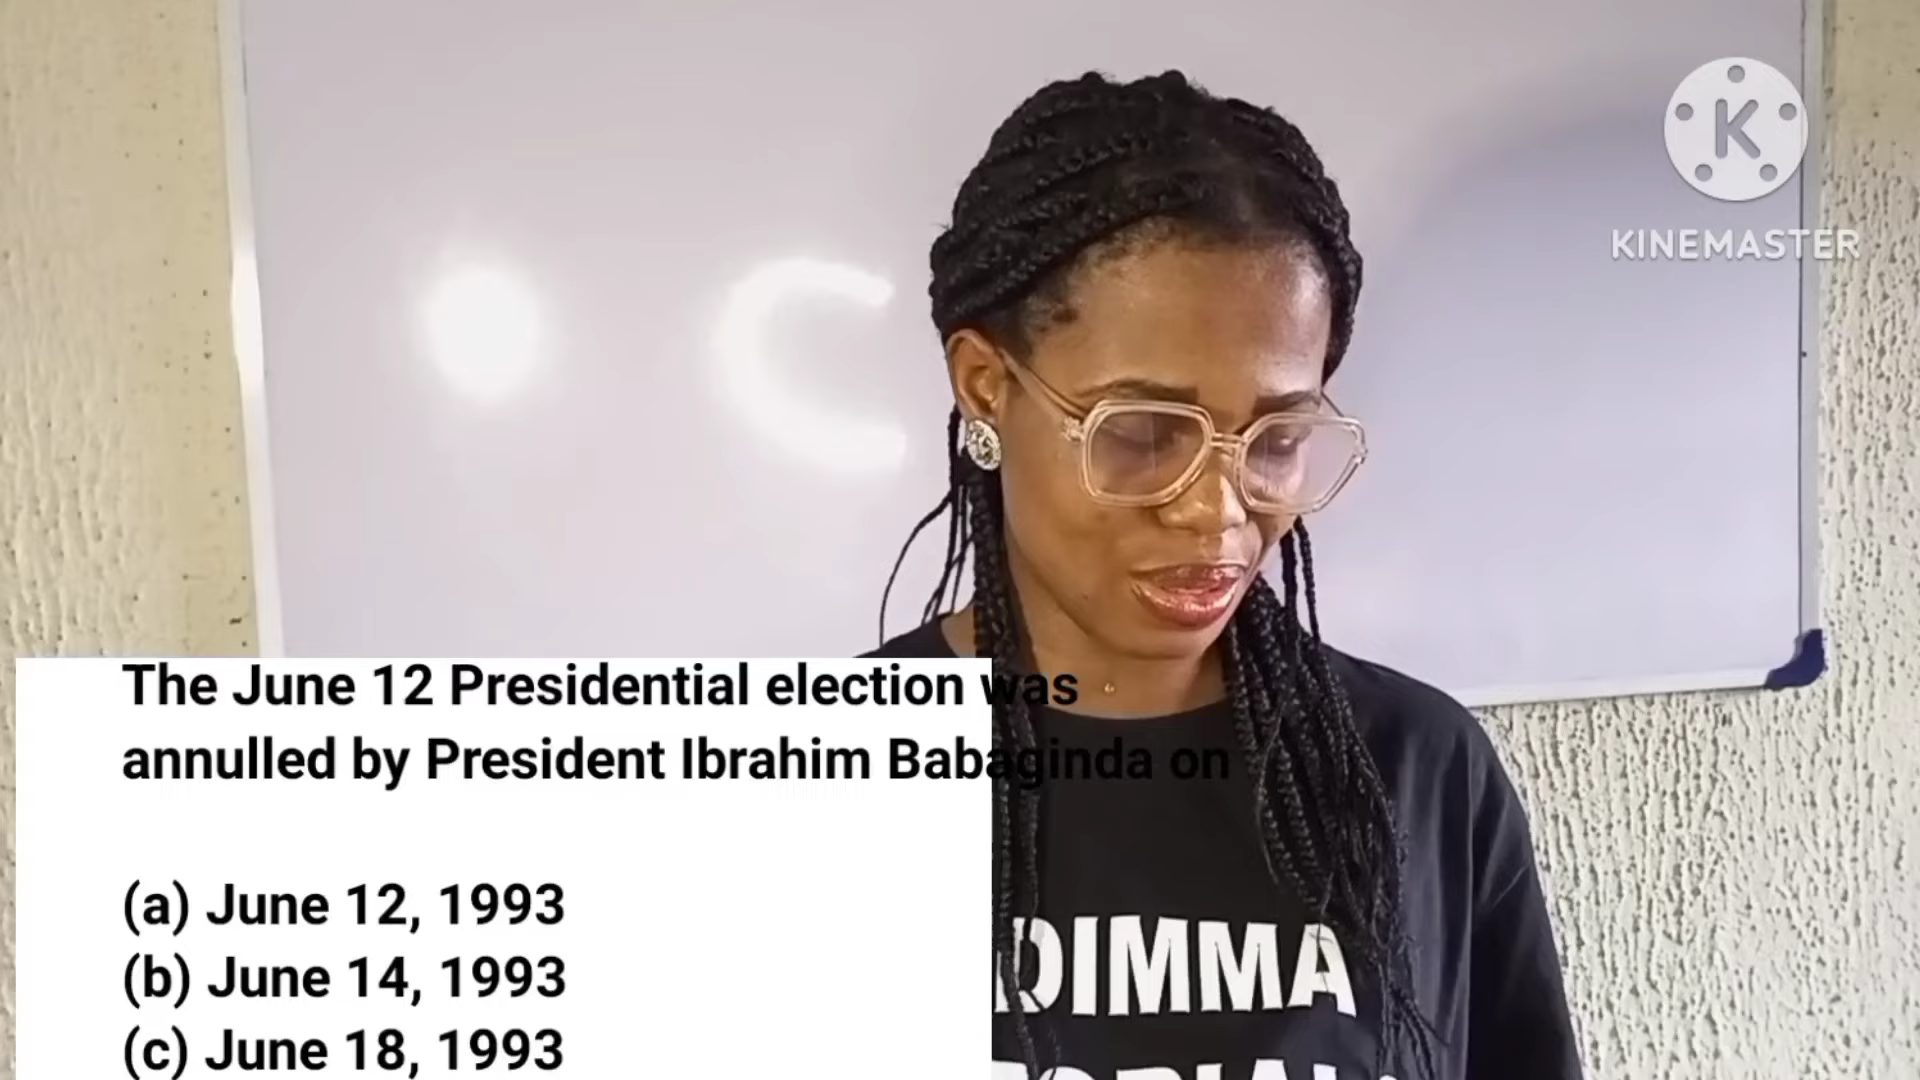 KINEMASTER
The June 12 Presidential election was
annulled by President Ibrahim Babaginda on
(a) June 12, 1993
(b) June 14, 1993
(c) June 18, 1993
DIMMA